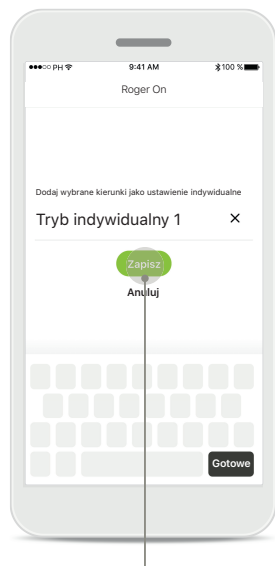 PH 9:41 AM 100 %
Roger On
Dodaj wybrane kierunki jako ustawienie indywidualne
Tryb indywidualny 1
Zapisz
Anuluj
Gotowe